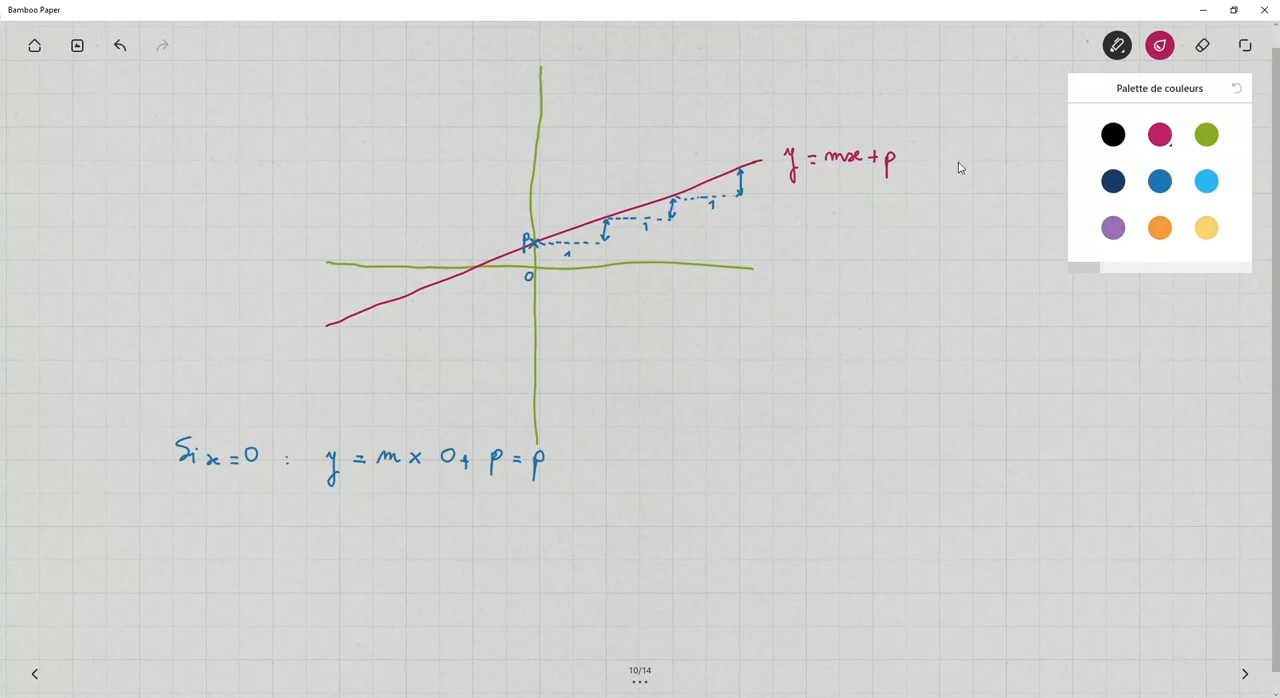 Bamboo Paper
Palette de couleurs
y = mx + p
1
1
p
1
0
Si x = 0 : y = m × 0 + p = p
10/14